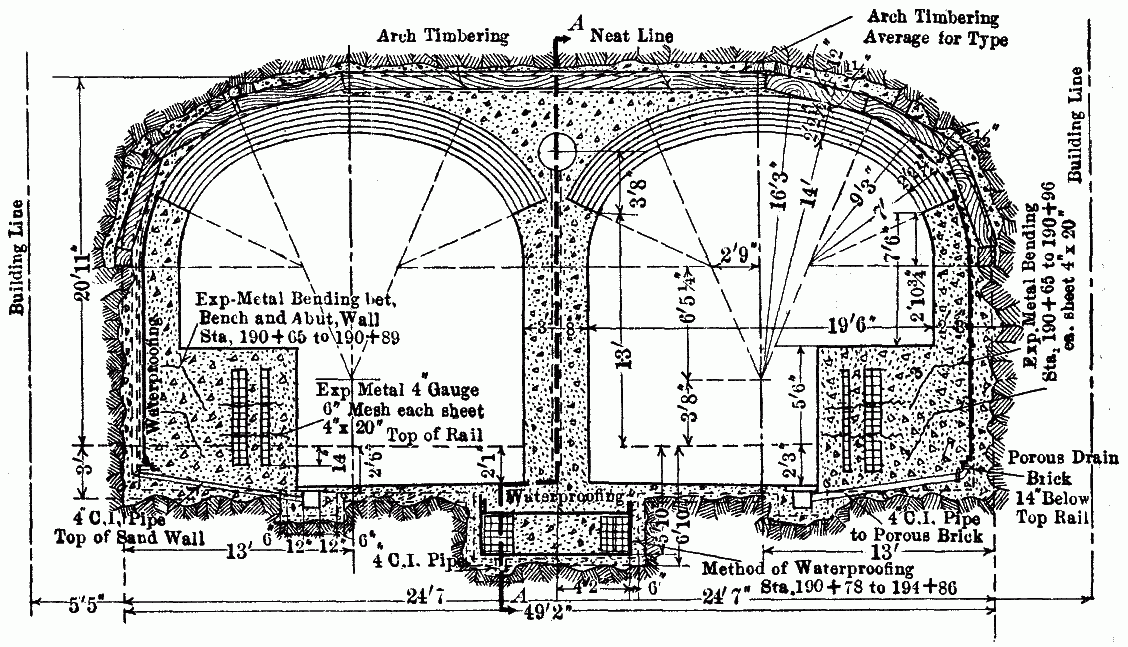 A
Arch Timbering
Arch Timbering
Neat Line
Average for Type
12"
Building Line
Building Line
20'11"
3'8"
16'3"
14'
9'3"
7'6"
2'9"
6'5¼"
2'10¾"
Exp-Metal Bending bet,
Bench and Abut, Wall
Sta, 190+65 to 190+89
Waterproofing
19'6"
13'
Exp Metal Bending
Sta, 190+65 to 190+96
ea. sheet 4"x 20"
Exp Metal 4" Gauge
6" Mesh each sheet
4"x 20"
Top of Rail
3'8"
5'6"
3'
14"
2'6"
2'1"
2'3"
Waterproofing
Porous Drain
Brick
14" Below
Top Rail
4" C.I. Pipe
Top of Sand Wall
4" C.I. Pipe
to Porous Brick
5'10"
6'10"
13'
6"
12"
12"
6"
4 C.I. Pipe
13'
Method of Waterproofing
Sta, 190+78 to 194+86
4"2
6"
5'5"
24'7
A
49'2"
24'7"